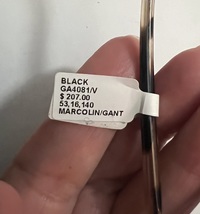 BLACK
GA4081/V
$ 207.00
53,16,140
MARCOLIN/GANT